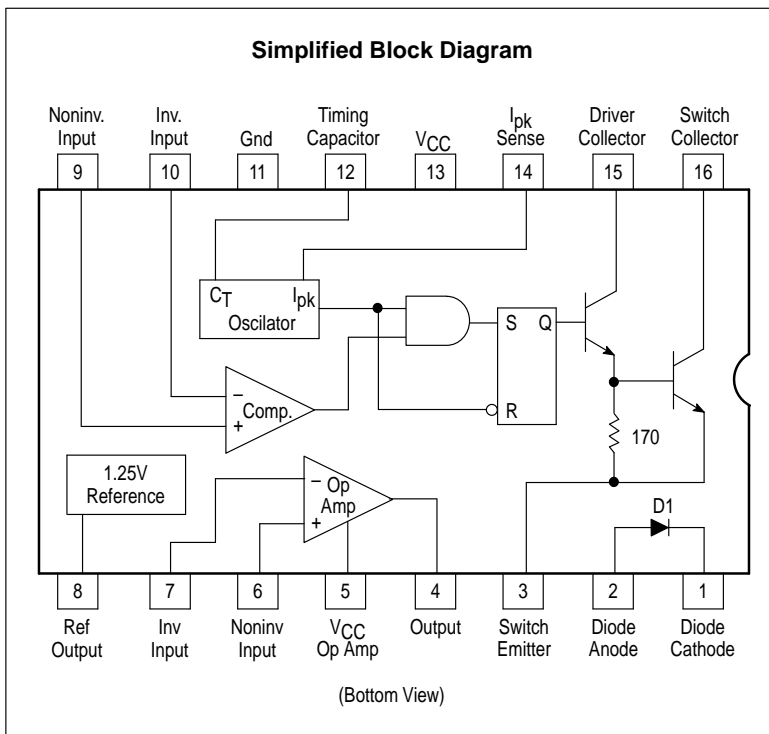 Simplified Block Diagram
Noninv.
Input
Inv.
Input
Gnd
Timing
Capacitor
VCC
Ipk
Sense
Driver
Collector
Switch
Collector
9
10
11
12
13
14
15
16
CT
Ipk
Oscilator
S
Q
R
–
Comp.
+
170
1.25V
Reference
–
Op
Amp
+
D1
8
7
6
5
4
3
2
1
Ref
Output
Inv
Input
Noninv
Input
VCC
Op Amp
Output
Switch
Emitter
Diode
Anode
Diode
Cathode
(Bottom View)